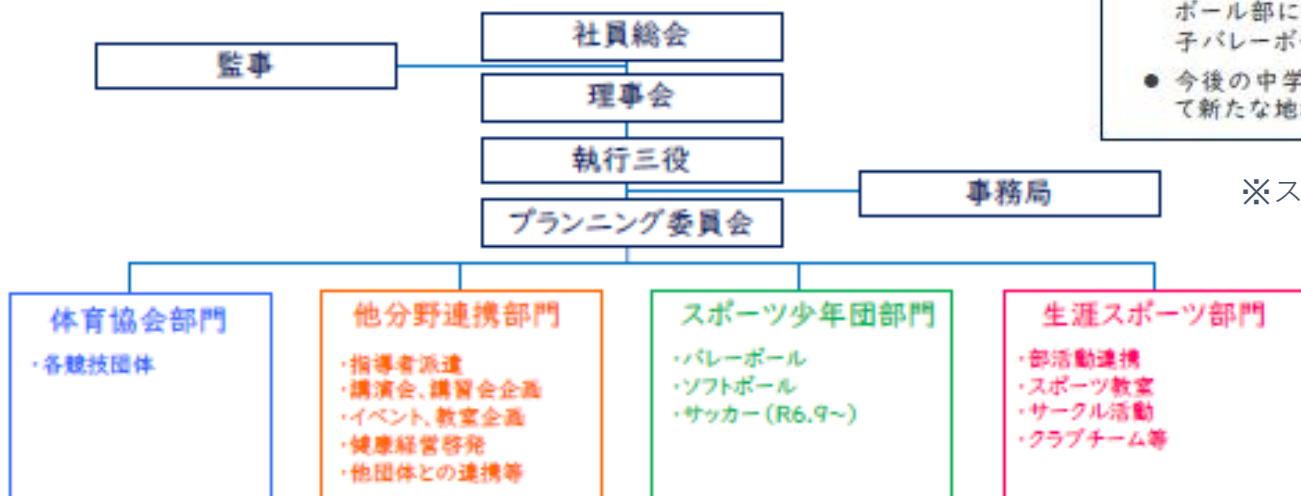 社員総会
監事
理事会
執行三役
事務局
プランニング委員会
ボール部に
子バレーボ
● 今後の中学
て新たな地
※ス
体育協会部門
・各競技団体
他分野連携部門
・指導者派遣
・講演会、講習会企画
・イベント、教室企画
・健康経営啓発
・他団体との連携等
スポーツ少年団部門
・バレーボール
・ソフトボール
・サッカー(R6.9~)
生涯スポーツ部門
・部活動連携
・スポーツ教室
・サークル活動
・クラブチーム等